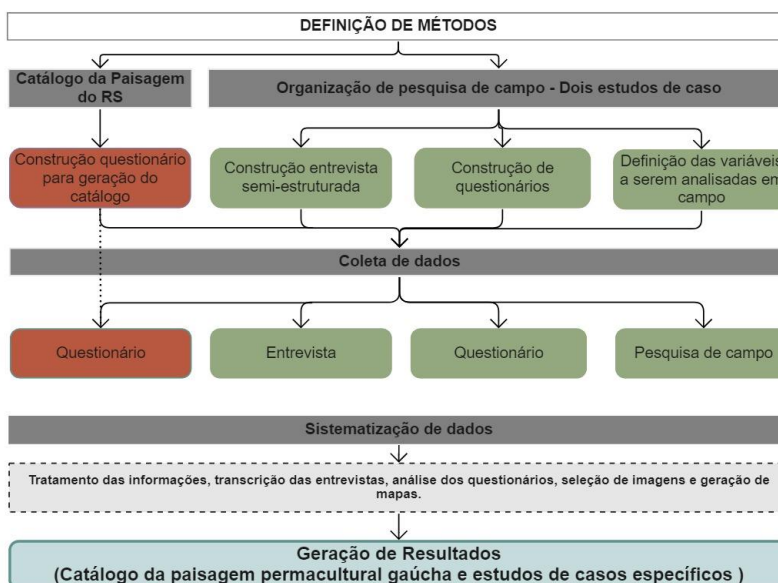 DEFINIÇÃO DE MÉTODOS
Catálogo da Paisagem
do RS
Organização de pesquisa de campo - Dois estudos de caso
Construção questionário
para geração do
catálogo
Construção entrevista
semi-estruturada
Construção de
questionários
Definição das variáveis
a serem analisadas em
campo
Coleta de dados
Questionário
Entrevista
Questionário
Pesquisa de campo
Sistematização de dados
Tratamento das informações, transcrição das entrevistas, análise dos questionários, seleção de imagens e geração de
mapas.
Geração de Resultados
(Catálogo da paisagem permacultural gaúcha e estudos de casos específicos )